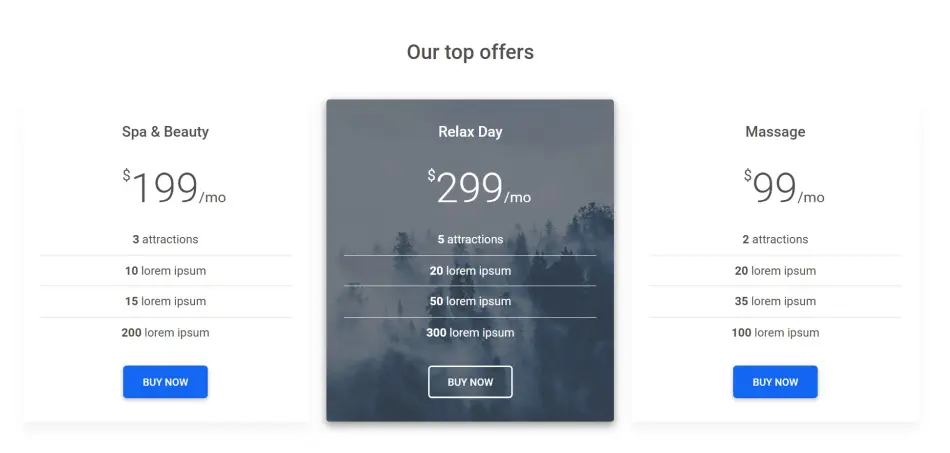 Our top offers
Spa & Beauty
$199/mo
3 attractions
10 lorem ipsum
15 lorem ipsum
200 lorem ipsum
BUY NOW
Relax Day
$299/mo
5 attractions
20 lorem ipsum
50 lorem ipsum
300 lorem ipsum
BUY NOW
Massage
$99/mo
2 attractions
20 lorem ipsum
35 lorem ipsum
100 lorem ipsum
BUY NOW